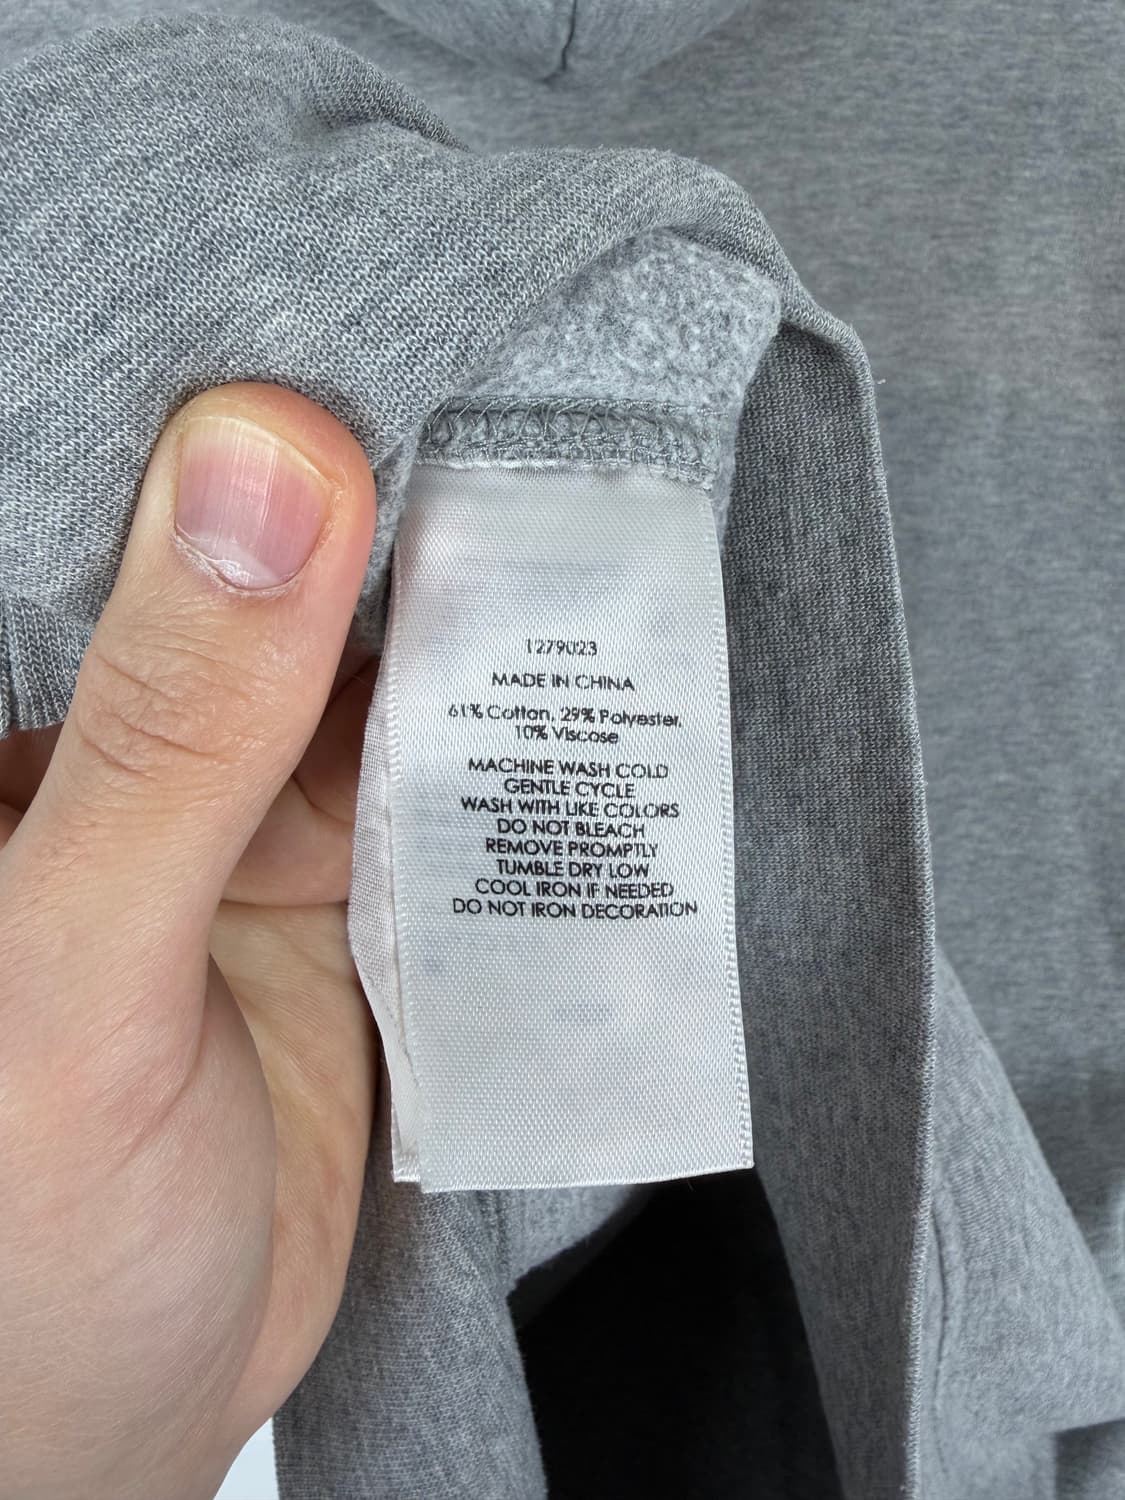 1279023
MADE IN CHINA
61% Cotton, 29% Polyester,
10% Viscose
MACHINE WASH COLD
GENTLE CYCLE
WASH WITH LIKE COLORS
DO NOT BLEACH
REMOVE PROMPTLY
TUMBLE DRY LOW
COOL IRON IF NEEDED
DO NOT IRON DECORATION